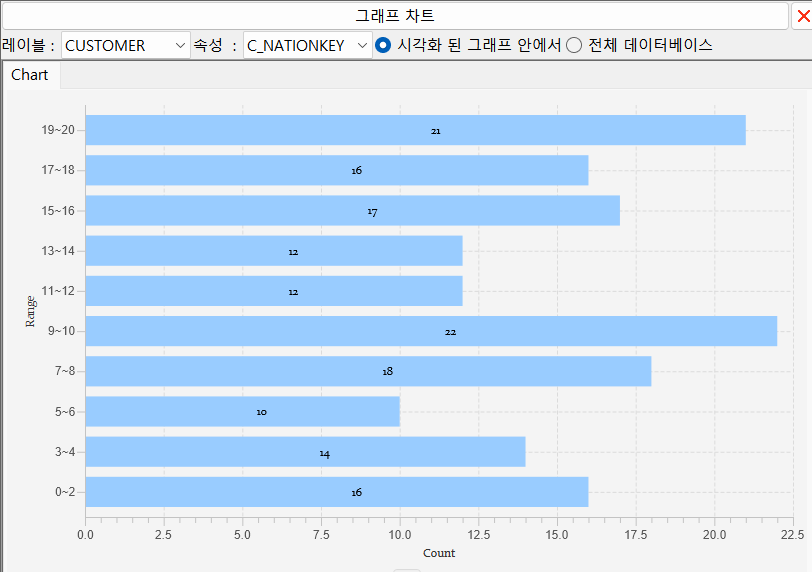 그래프 차트
레이블 : CUSTOMER 속성 : C_NATIONKEY 시각화 된 그래프 안에서 전체 데이터베이스
Chart
19~20 21
17~18 16
15~16 17
13~14 12
11~12 12
Range
9~10 22
7~8 18
5~6 10
3~4 14
0~2 16
0.0 2.5 5.0 7.5 10.0 12.5 15.0 17.5 20.0 22.5
Count